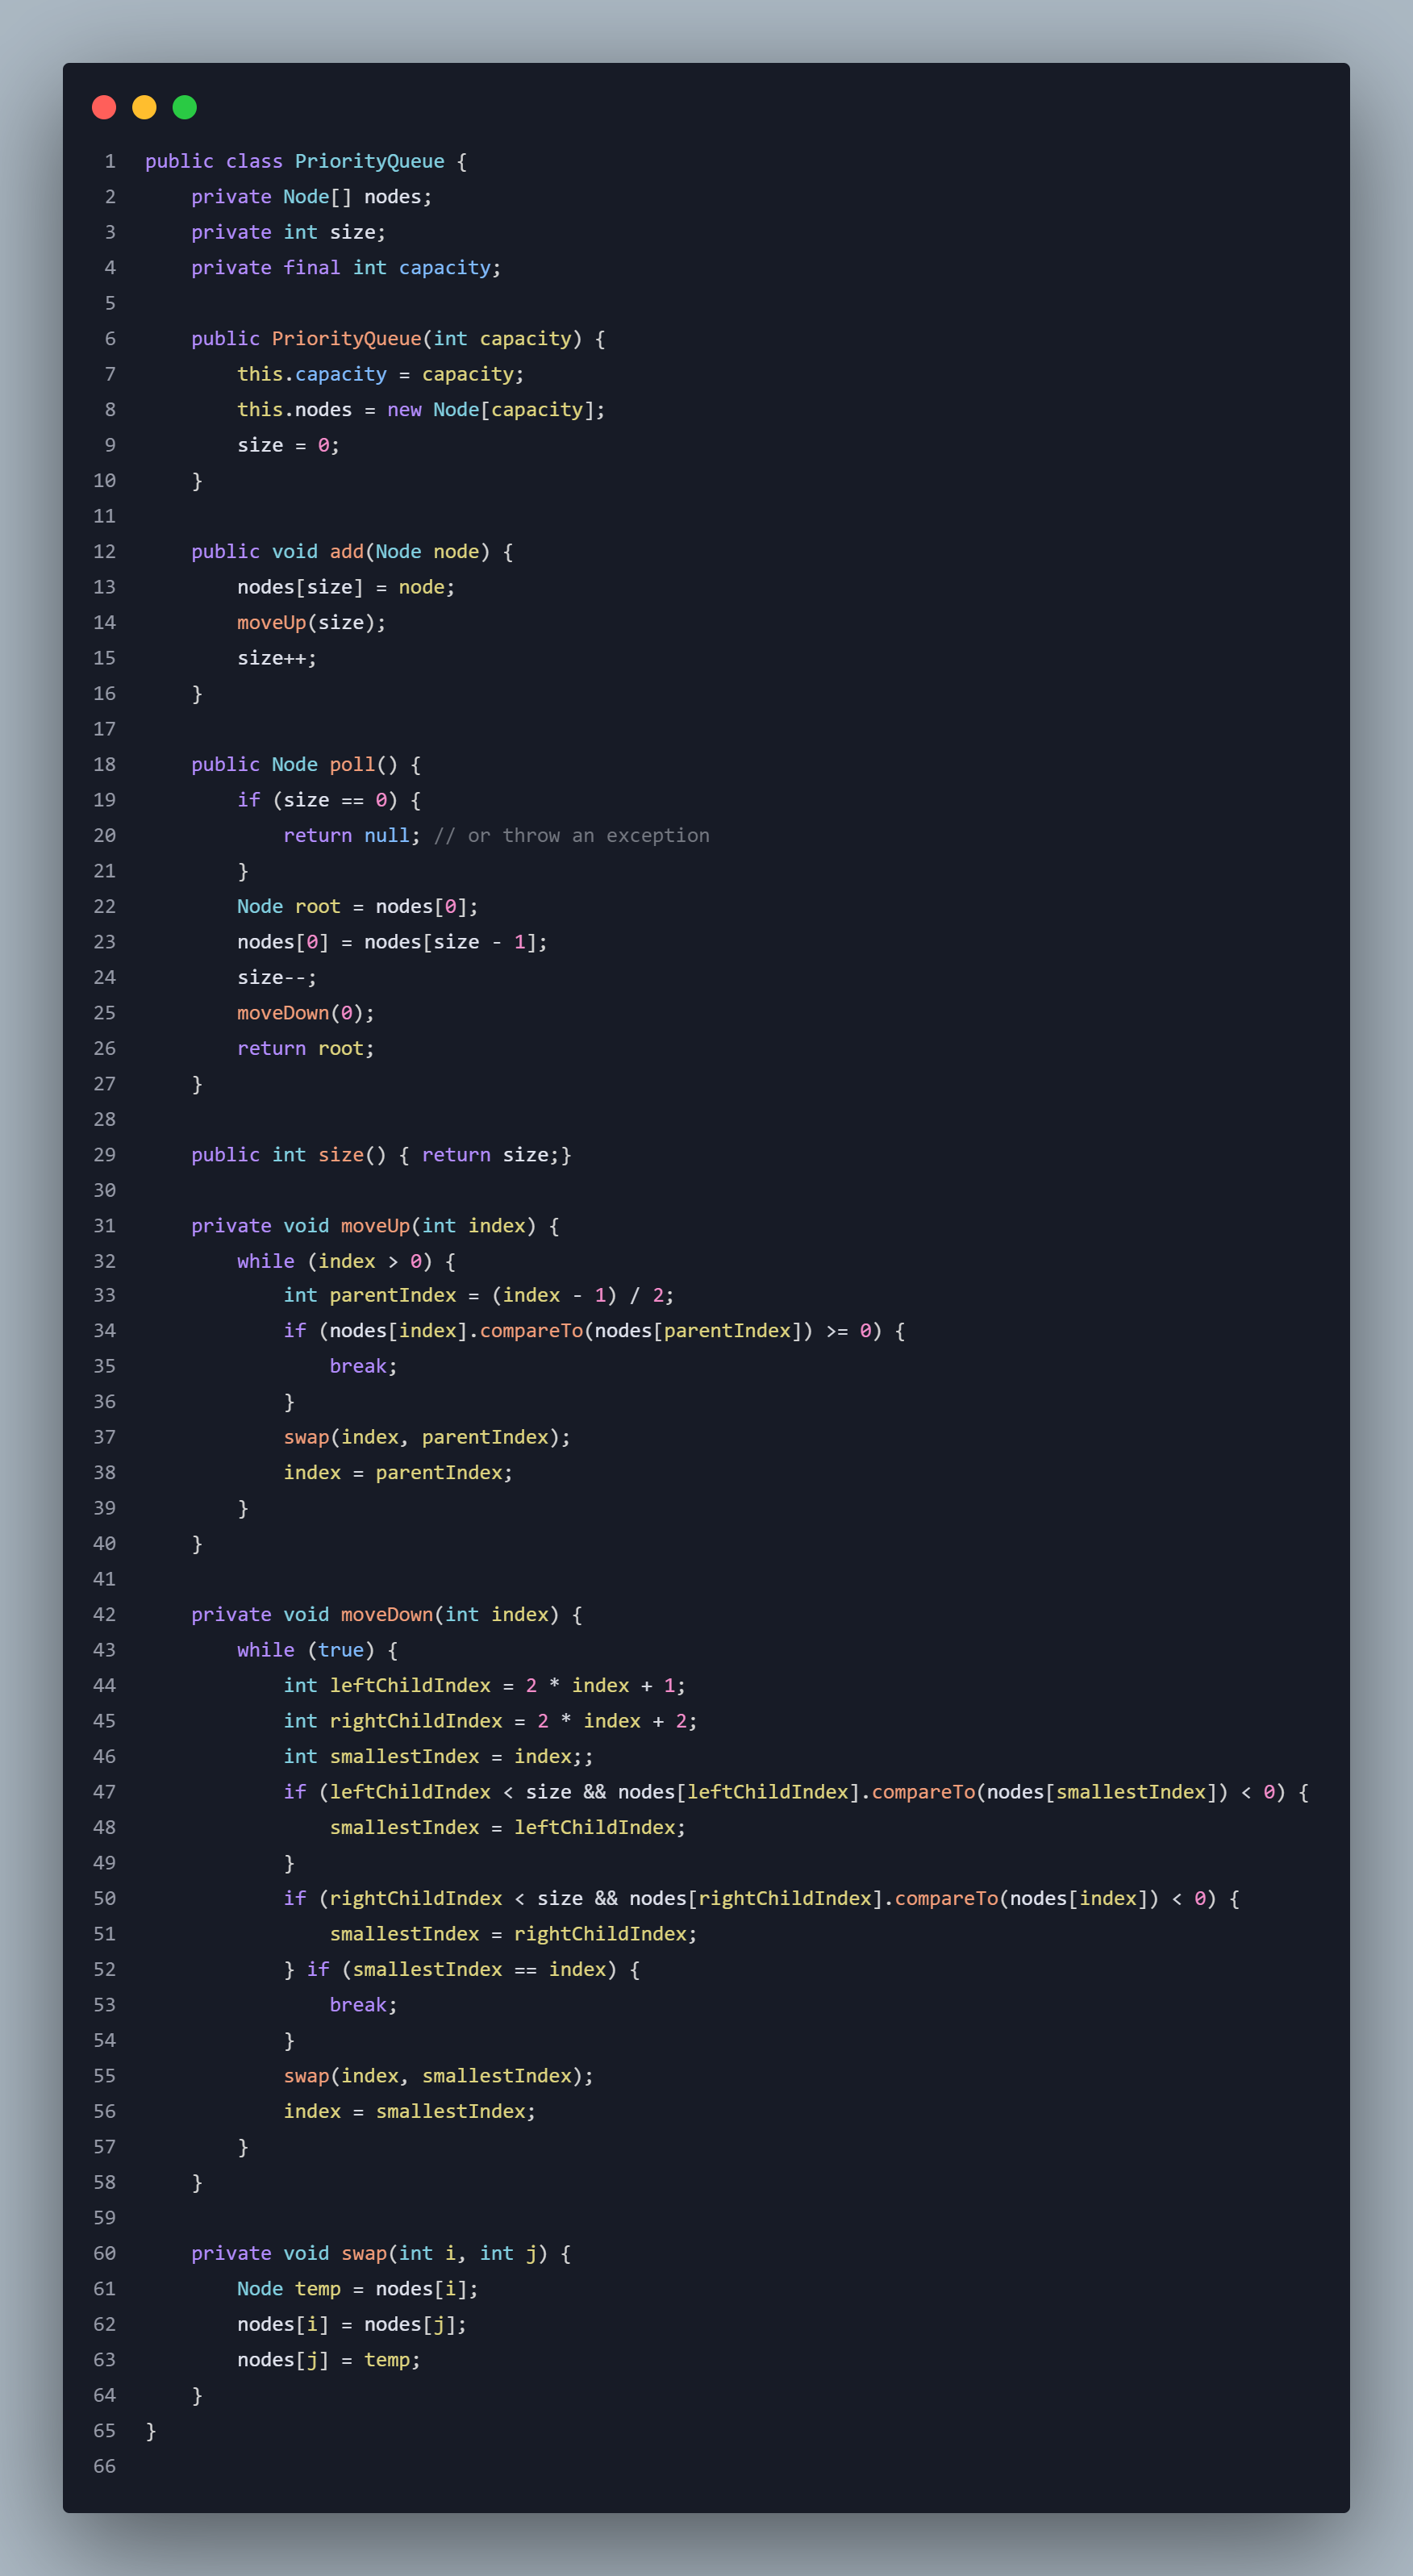 1 public class PriorityQueue {
2     private Node[] nodes;
3     private int size;
4     private final int capacity;
5
6     public PriorityQueue(int capacity) {
7         this.capacity = capacity;
8         this.nodes = new Node[capacity];
9         size = 0;
10     }
11
12     public void add(Node node) {
13         nodes[size] = node;
14         moveUp(size);
15         size++;
16     }
17
18     public Node poll() {
19         if (size == 0) {
20             return null; // or throw an exception
21         }
22         Node root = nodes[0];
23         nodes[0] = nodes[size - 1];
24         size--;
25         moveDown(0);
26         return root;
27     }
28
29     public int size() { return size;}
30
31     private void moveUp(int index) {
32         while (index > 0) {
33             int parentIndex = (index - 1) / 2;
34             if (nodes[index].compareTo(nodes[parentIndex]) >= 0) {
35                 break;
36             }
37             swap(index, parentIndex);
38             index = parentIndex;
39         }
40     }
41
42     private void moveDown(int index) {
43         while (true) {
44             int leftChildIndex = 2 * index + 1;
45             int rightChildIndex = 2 * index + 2;
46             int smallestIndex = index;;
47             if (leftChildIndex < size && nodes[leftChildIndex].compareTo(nodes[smallestIndex]) < 0) {
48                 smallestIndex = leftChildIndex;
49             }
50             if (rightChildIndex < size && nodes[rightChildIndex].compareTo(nodes[index]) < 0) {
51                 smallestIndex = rightChildIndex;
52             } if (smallestIndex == index) {
53                 break;
54             }
55             swap(index, smallestIndex);
56             index = smallestIndex;
57         }
58     }
59
60     private void swap(int i, int j) {
61         Node temp = nodes[i];
62         nodes[i] = nodes[j];
63         nodes[j] = temp;
64     }
65 }
66